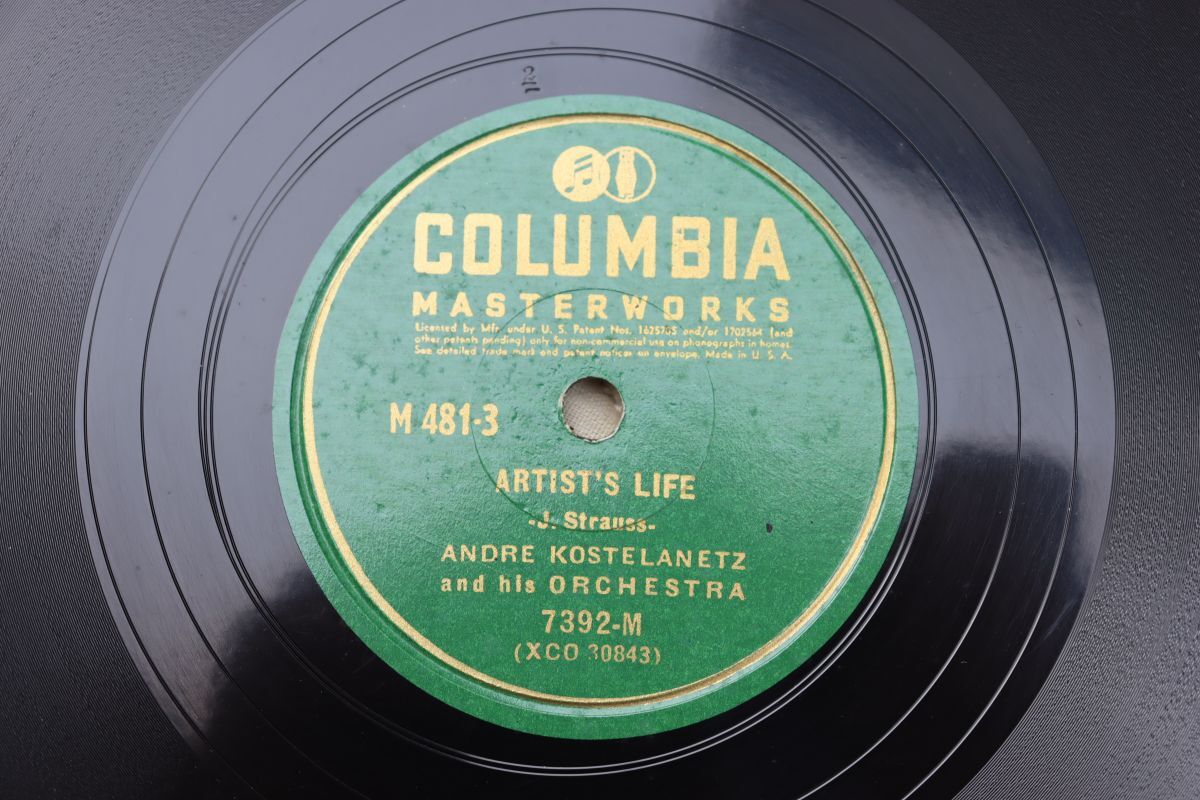 COLUMBIA
MASTERWORKS
Licensed by Mfr. under U. S. Patent Nos. 1625705 and/or 1702564 (and
other patents pending) only for non-commercial use on phonographs in homes.
See detailed trade mark and patent notices on envelope. Made in U. S. A.
M 481-3
ARTIST'S LIFE
-J. Strauss-
ANDRE KOSTELANETZ
and his ORCHESTRA
7392-M
(XCO 30843)